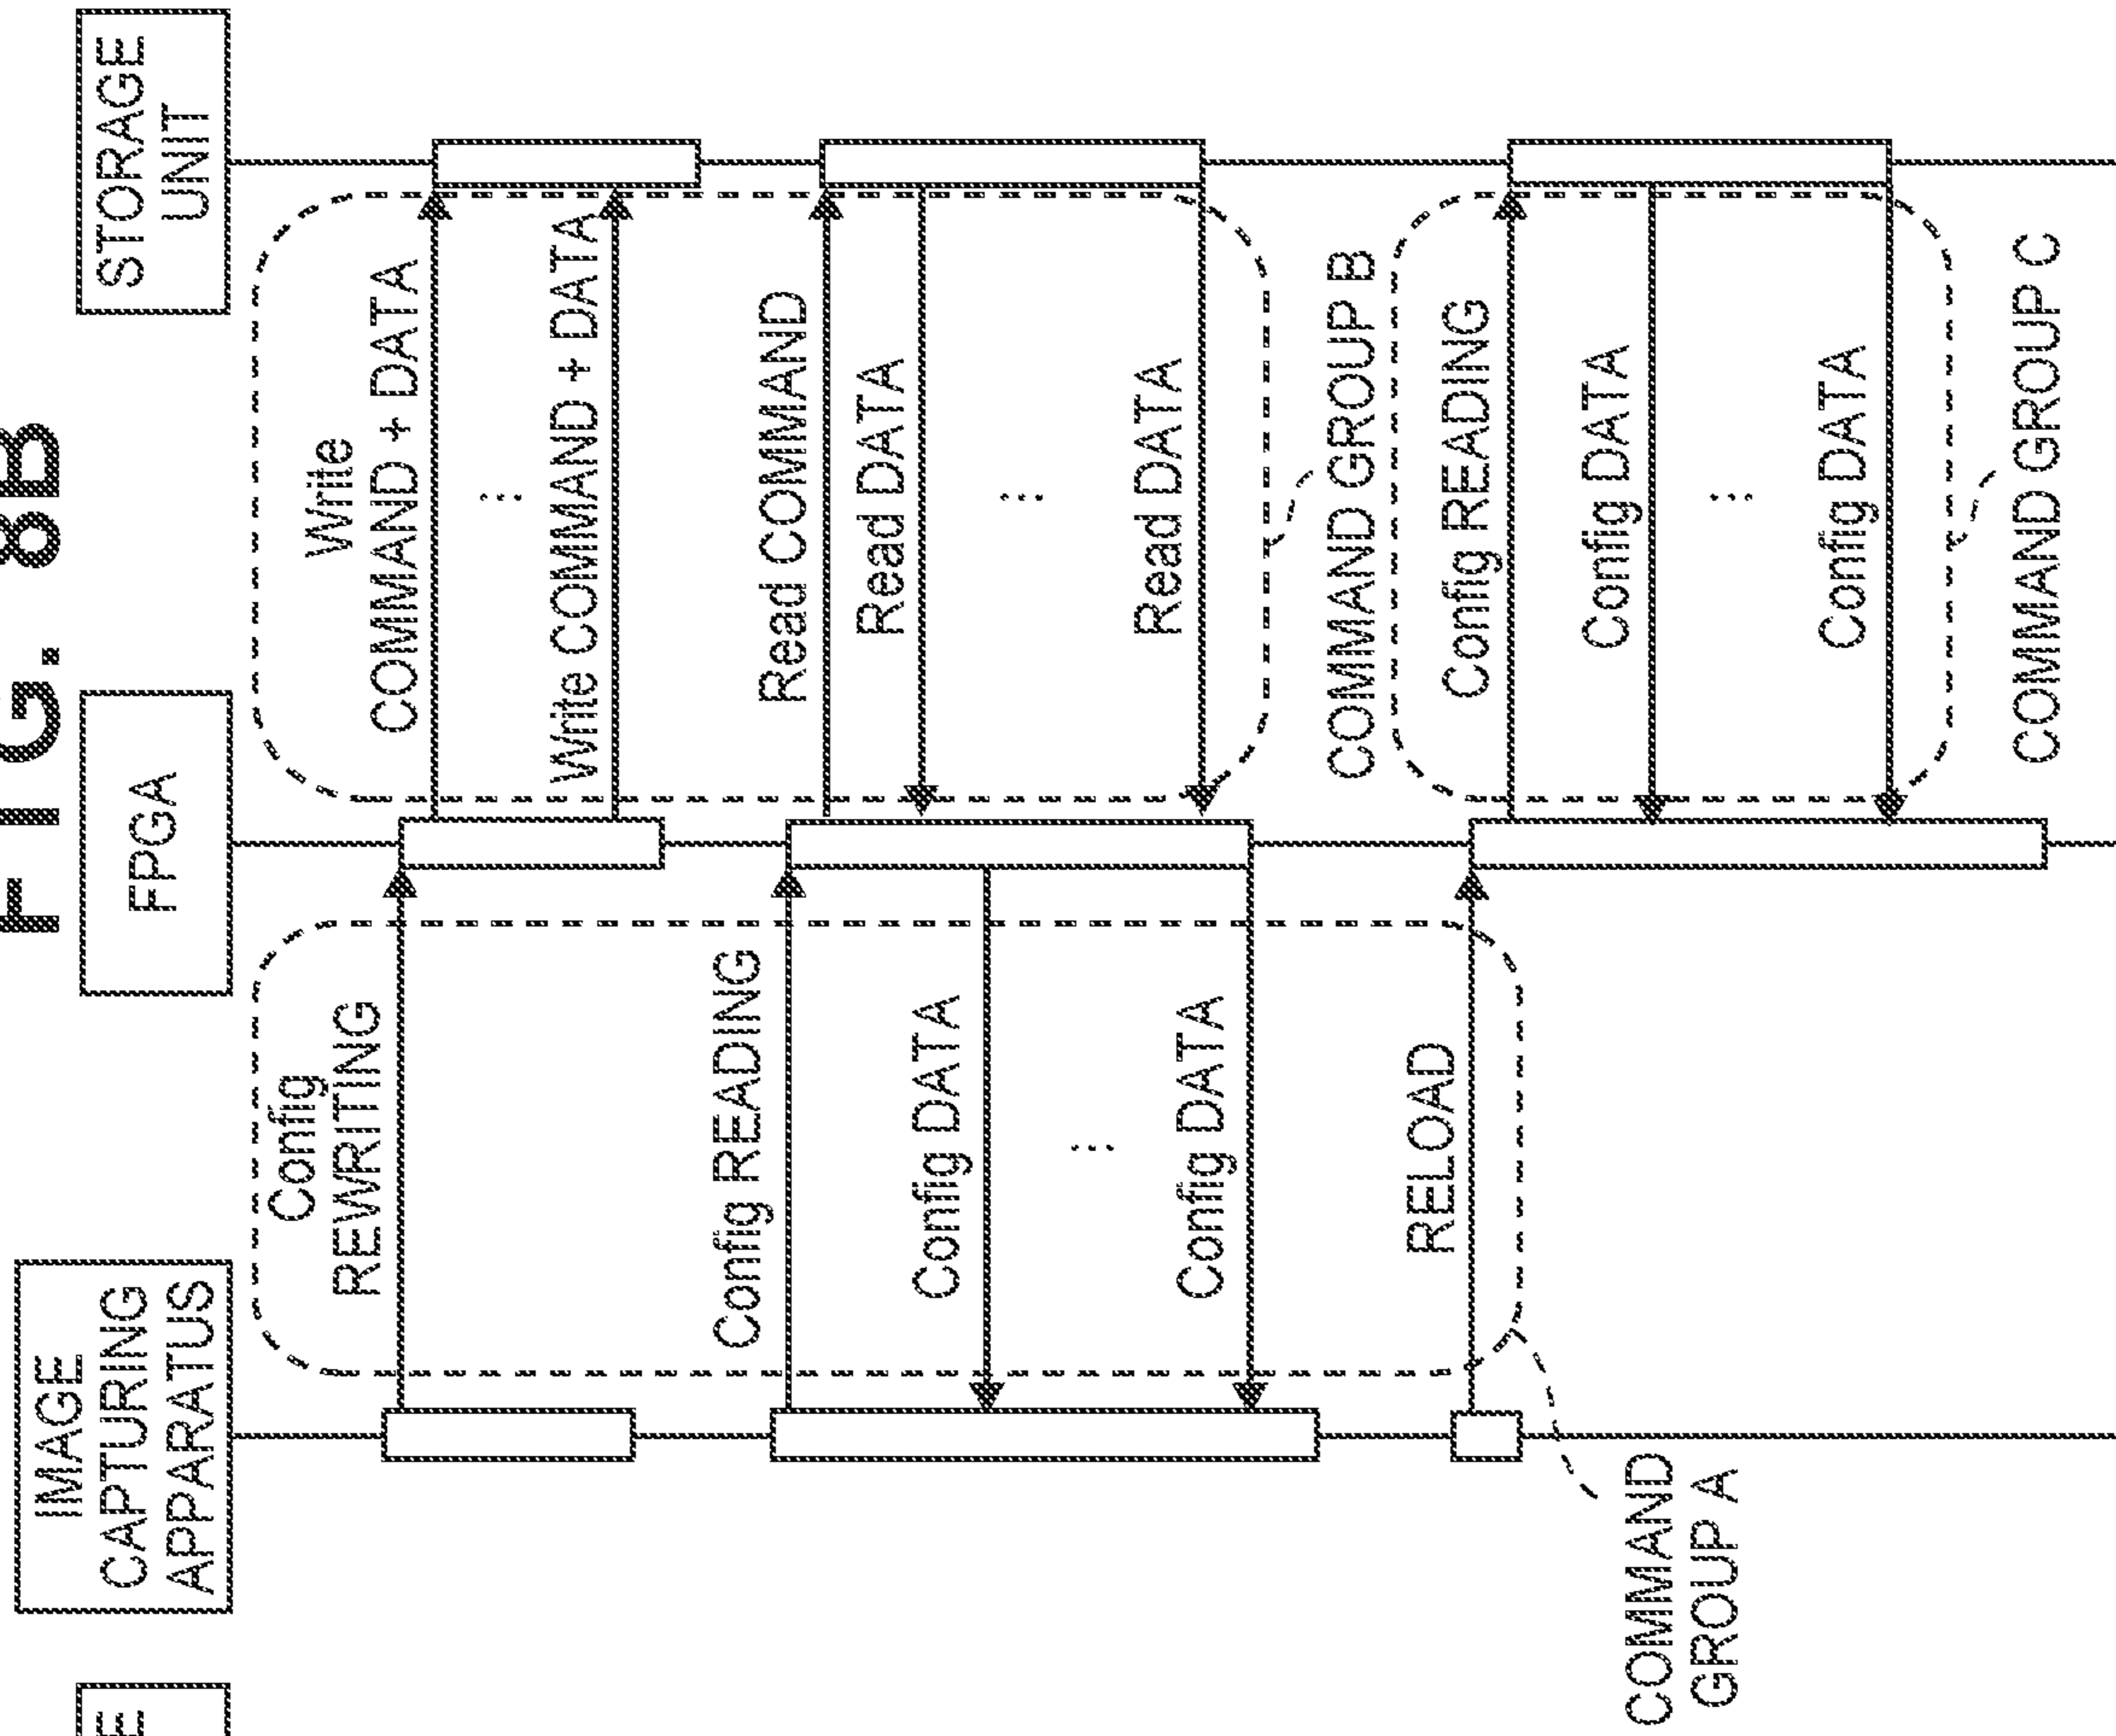 FIG. 8B
IMAGE
CAPTURING
APPARATUS
FPGA
STORAGE
UNIT
Config
REWRITING
Write
COMMAND + DATA
Write COMMAND + DATA
Config READING
Read COMMAND
Read DATA
Config DATA
Read DATA
Config DATA
COMMAND GROUP B
RELOAD
Config READING
Config DATA
COMMAND
GROUP A
Config DATA
COMMAND GROUP C